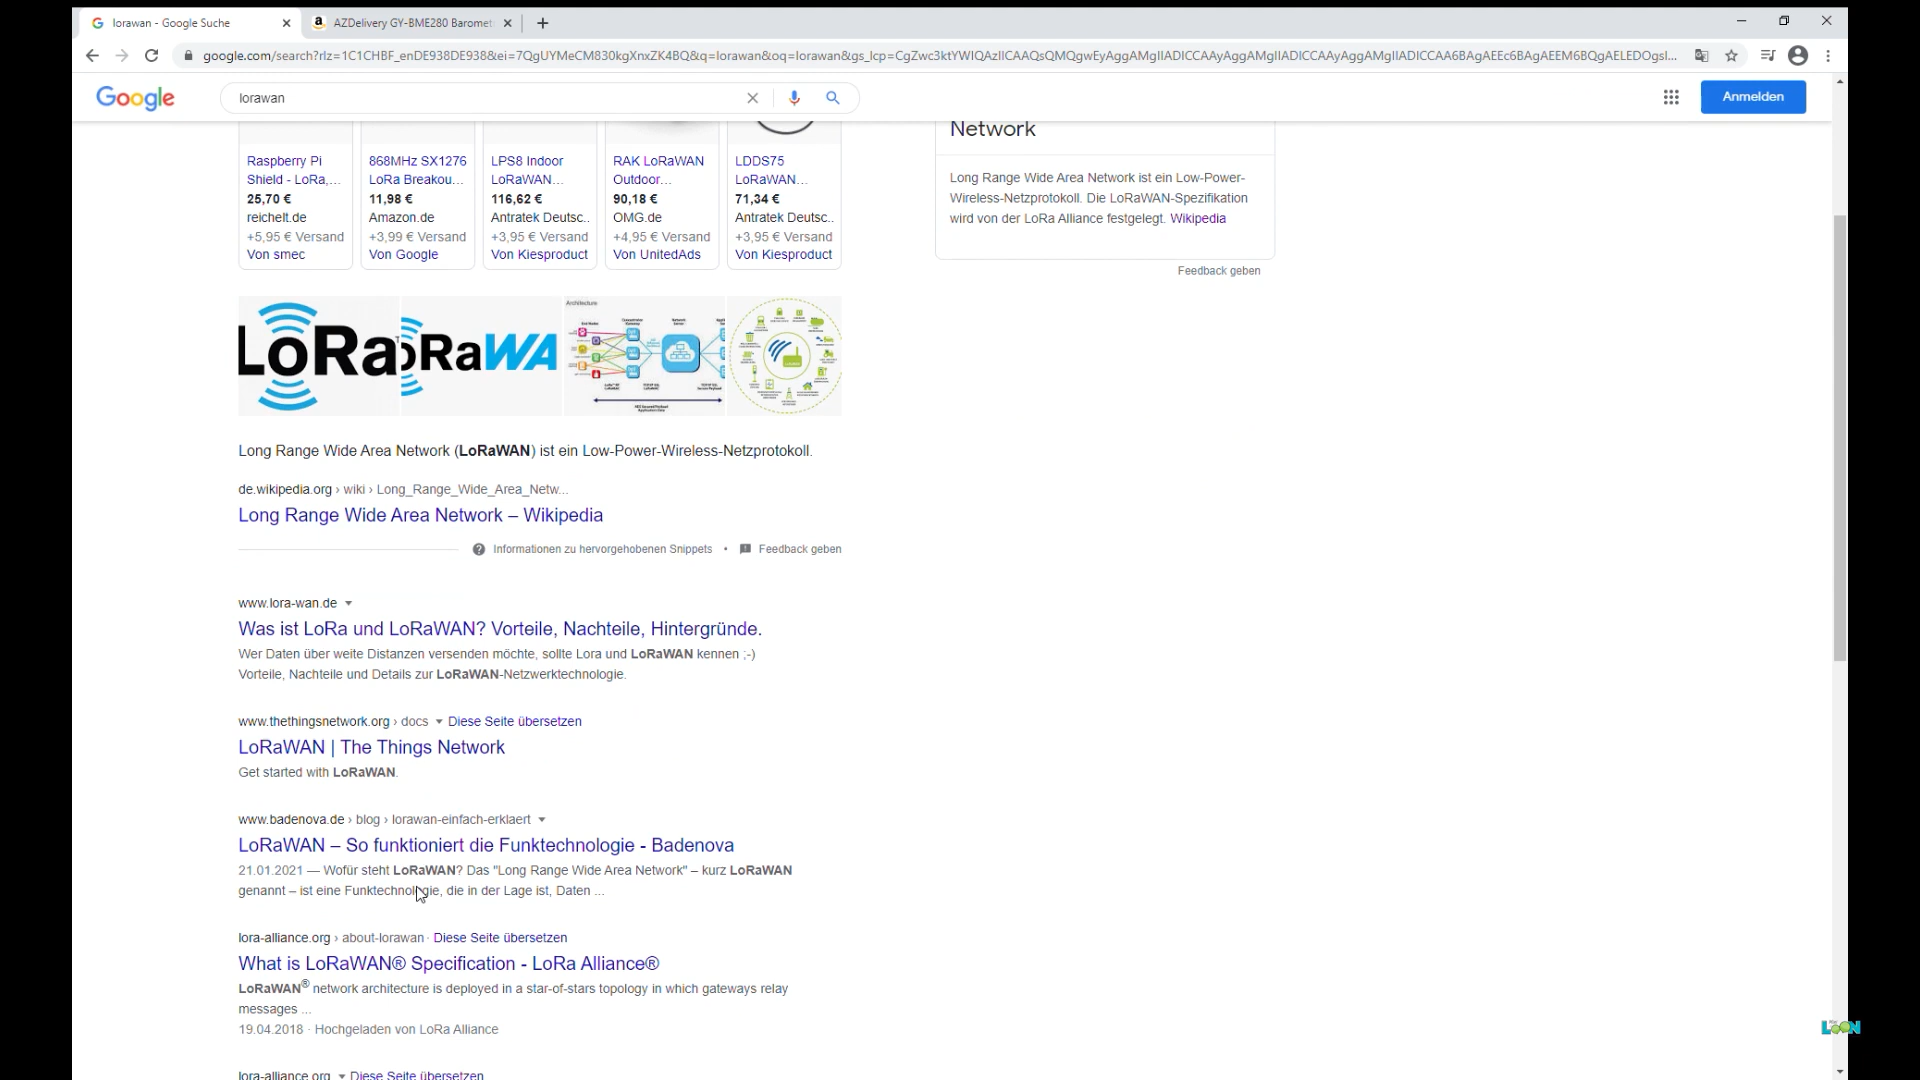 lorawan - Google Suche
AZDelivery GY-BME280 Baromet
google.com/search?rlz=1C1CHBF_enDE938DE938&ei=7QgUYMeCM830kgXnxZK4BQ&q=lorawan&oq=lorawan&gs_lcp=CgZwc3ktYWIQAzIICAAQsQMQgwEyAggAMgIIADICCAAyAggAMgIIADICCAAyAggAMgIIADICCAA6BAgAEEc6BAgAEEM6BQgAELEDOgsI...
Google
lorawan
Anmelden
Raspberry Pi
Shield - LoRa,...
25,70 €
reichelt.de
+5,95 € Versand
Von smec
868MHz SX1276
LoRa Breakou...
11,98 €
Amazon.de
+3,99 € Versand
Von Google
LPS8 Indoor
LoRaWAN...
116,62 €
Antratek Deutsc..
+3,95 € Versand
Von Kiesproduct
RAK LoRaWAN
Outdoor...
90,18 €
OMG.de
+4,95 € Versand
Von UnitedAds
LDDS75
LoRaWAN...
71,34 €
Antratek Deutsc..
+3,95 € Versand
Von Kiesproduct
Network
Long Range Wide Area Network ist ein Low-Power-
Wireless-Netzprotokoll. Die LoRaWAN-Spezifikation
wird von der LoRa Alliance festgelegt. Wikipedia
Feedback geben
LoRa
oRaWA
Architecture
Long Range Wide Area Network (LoRaWAN) ist ein Low-Power-Wireless-Netzprotokoll.
de.wikipedia.org › wiki › Long_Range_Wide_Area_Netw...
Long Range Wide Area Network – Wikipedia
Informationen zu hervorgehobenen Snippets • Feedback geben
www.lora-wan.de
Was ist LoRa und LoRaWAN? Vorteile, Nachteile, Hintergründe.
Wer Daten über weite Distanzen versenden möchte, sollte Lora und LoRaWAN kennen ;-)
Vorteile, Nachteile und Details zur LoRaWAN-Netzwerktechnologie.
www.thethingsnetwork.org › docs Diese Seite übersetzen
LoRaWAN | The Things Network
Get started with LoRaWAN.
www.badenova.de › blog › lorawan-einfach-erklaert
LoRaWAN – So funktioniert die Funktechnologie - Badenova
21.01.2021 — Wofür steht LoRaWAN? Das "Long Range Wide Area Network" – kurz LoRaWAN
genannt – ist eine Funktechnologie, die in der Lage ist, Daten ...
lora-alliance.org › about-lorawan · Diese Seite übersetzen
What is LoRaWAN® Specification - LoRa Alliance®
LoRaWAN® network architecture is deployed in a star-of-stars topology in which gateways relay
messages ...
19.04.2018 · Hochgeladen von LoRa Alliance
lora-alliance.org Diese Seite übersetzen